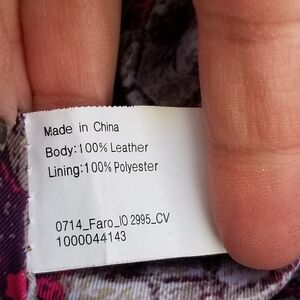 Made in China
Body:100% Leather
Lining:100% Polyester
0714_Faro_IO 2995_CV
1000044143